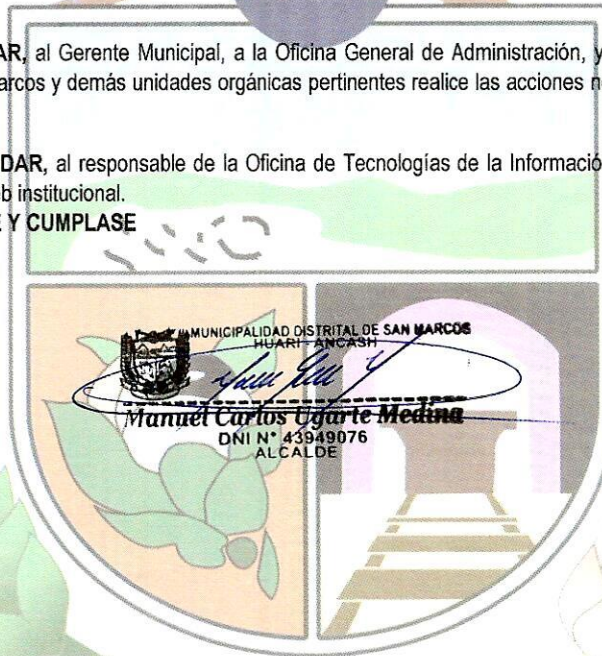 AR, al Gerente Municipal, a la Oficina General de Administración, y
arcos y demás unidades orgánicas pertinentes realice las acciones n
DAR, al responsable de la Oficina de Tecnologías de la Informació
b institucional.
E Y CUMPLASE
MUNICIPALIDAD DISTRITAL DE SAN MARCOS
HUARI - ANCASH
Manuel Carlos Ugarte Medina
DNI N° 43949076
ALCALDE